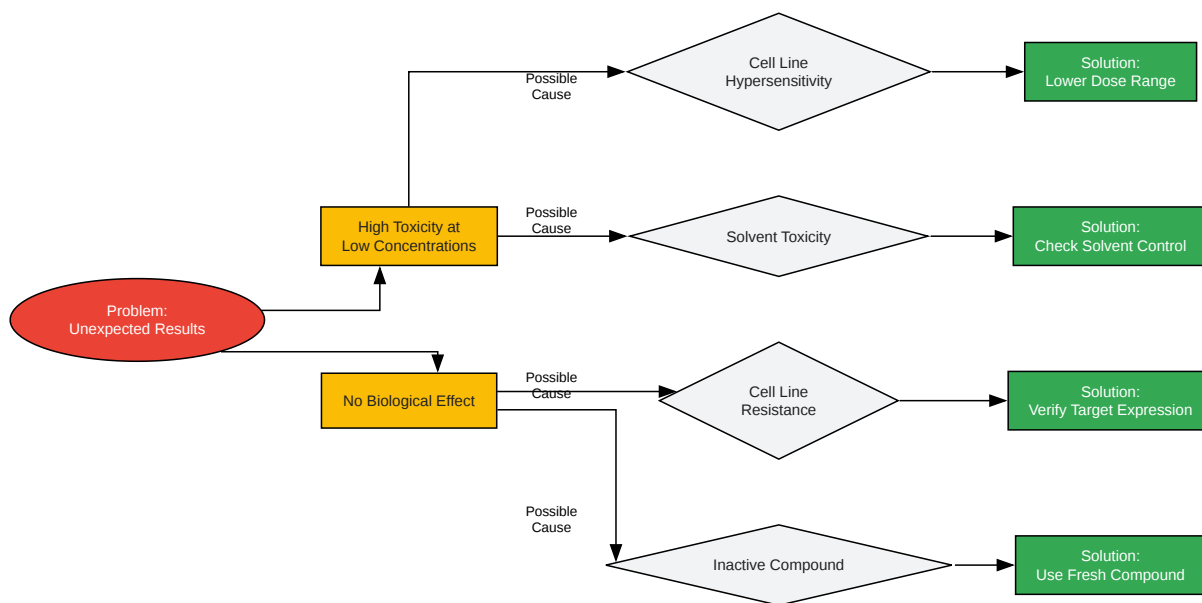 Problem:
Unexpected Results
High Toxicity at
Low Concentrations
No Biological Effect
Possible
Cause
Cell Line
Hypersensitivity
Solution:
Lower Dose Range
Possible
Cause
Solvent Toxicity
Solution:
Check Solvent Control
Possible
Cause
Cell Line
Resistance
Solution:
Verify Target Expression
Possible
Cause
Inactive Compound
Solution:
Use Fresh Compound